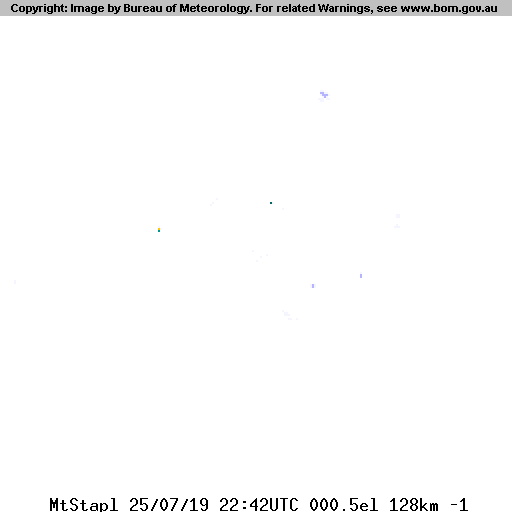 Copyright: Image by Bureau of Meteorology. For related Warnings, see www.bom.gov.au
MtStapl 25/07/19 22:42UTC 000.5el 128km -1